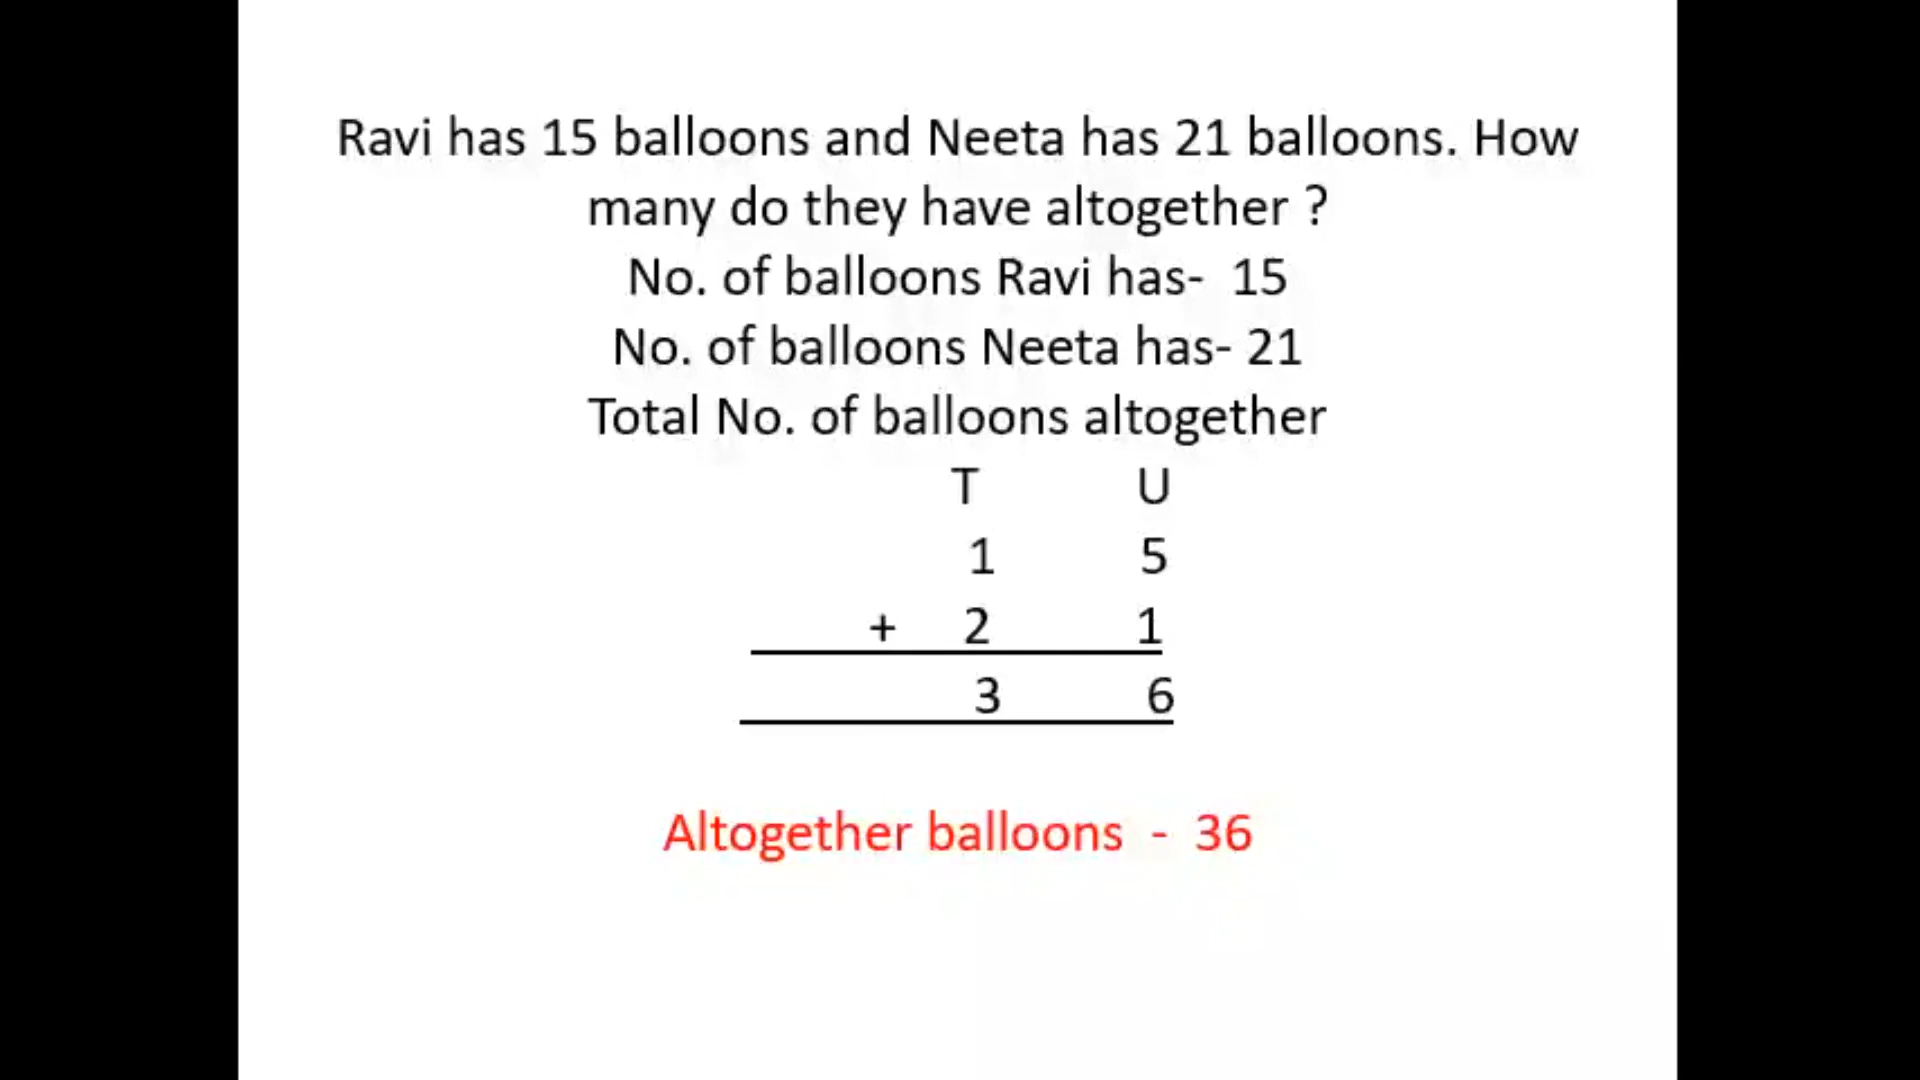 Ravi has 15 balloons and Neeta has 21 balloons. How
many do they have altogether ?
No. of balloons Ravi has-  15
No. of balloons Neeta has- 21
Total No. of balloons altogether
T U
1 5
+ 2 1
3 6
Altogether balloons  -  36